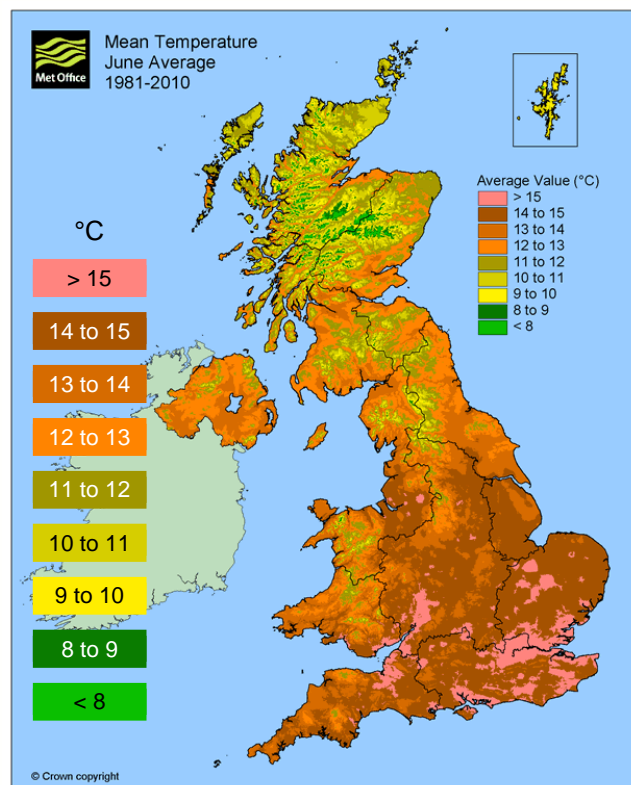 Met Office
Mean Temperature
June Average
1981-2010
Average Value (°C)
> 15
14 to 15
13 to 14
12 to 13
11 to 12
10 to 11
9 to 10
8 to 9
< 8
°C
> 15
14 to 15
13 to 14
12 to 13
11 to 12
10 to 11
9 to 10
8 to 9
< 8
© Crown copyright